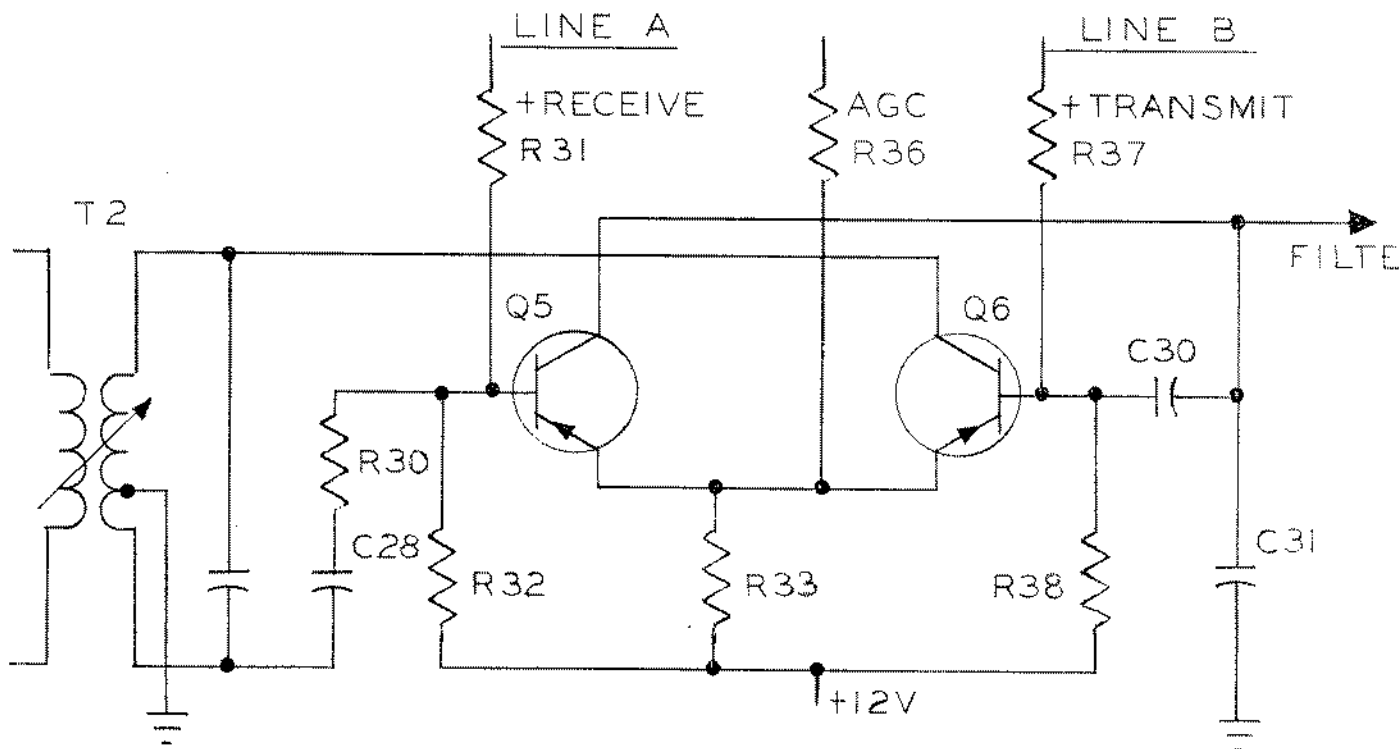 LINE A
LINE B
+RECEIVE
R31
AGC
R36
+TRANSMIT
R37
T2
FILTE
Q5
Q6
C30
R30
C28
R32
R33
R38
C31
+12V